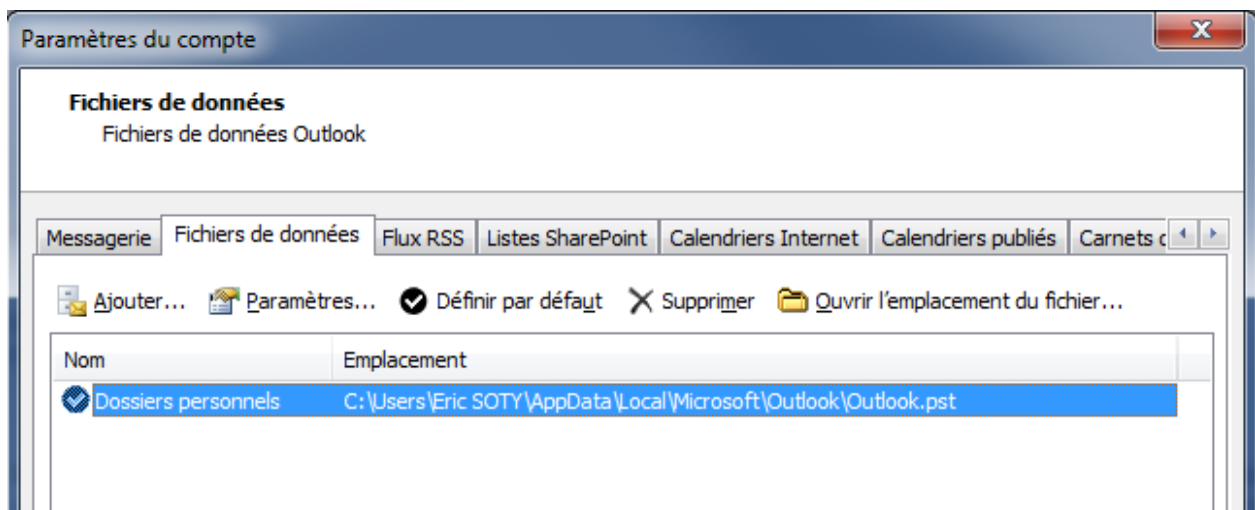 Paramètres du compte
Fichiers de données
Fichiers de données Outlook
Messagerie Fichiers de données Flux RSS Listes SharePoint Calendriers Internet Calendriers publiés Carnets
Ajouter... Paramètres... Définir par défaut Supprimer Ouvrir l'emplacement du fichier...
Nom Emplacement
Dossiers personnels C:\Users\Eric SOTY\AppData\Local\Microsoft\Outlook\Outlook.pst